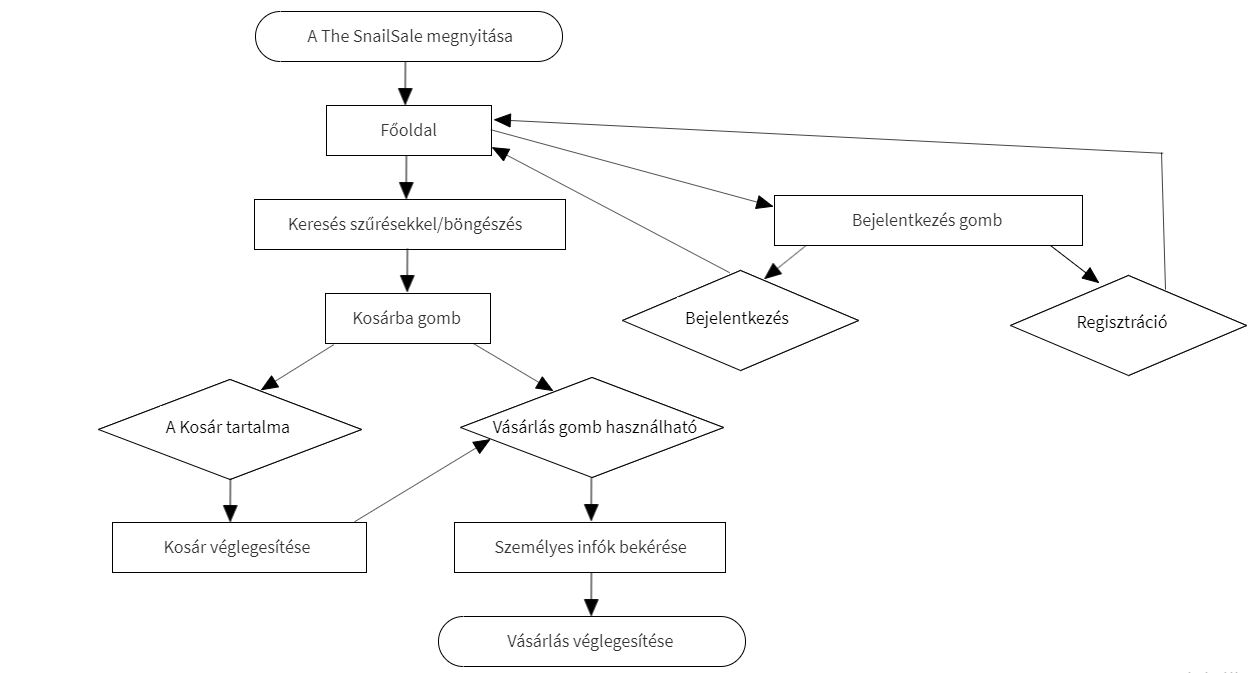 A The SnailSale megnyitása
Főoldal
Keresés szűrésekkel/böngészés
Bejelentkezés gomb
Kosárba gomb
Bejelentkezés
Regisztráció
A Kosár tartalma
Vásárlás gomb használható
Kosár véglegesítése
Személyes infók bekérése
Vásárlás véglegesítése